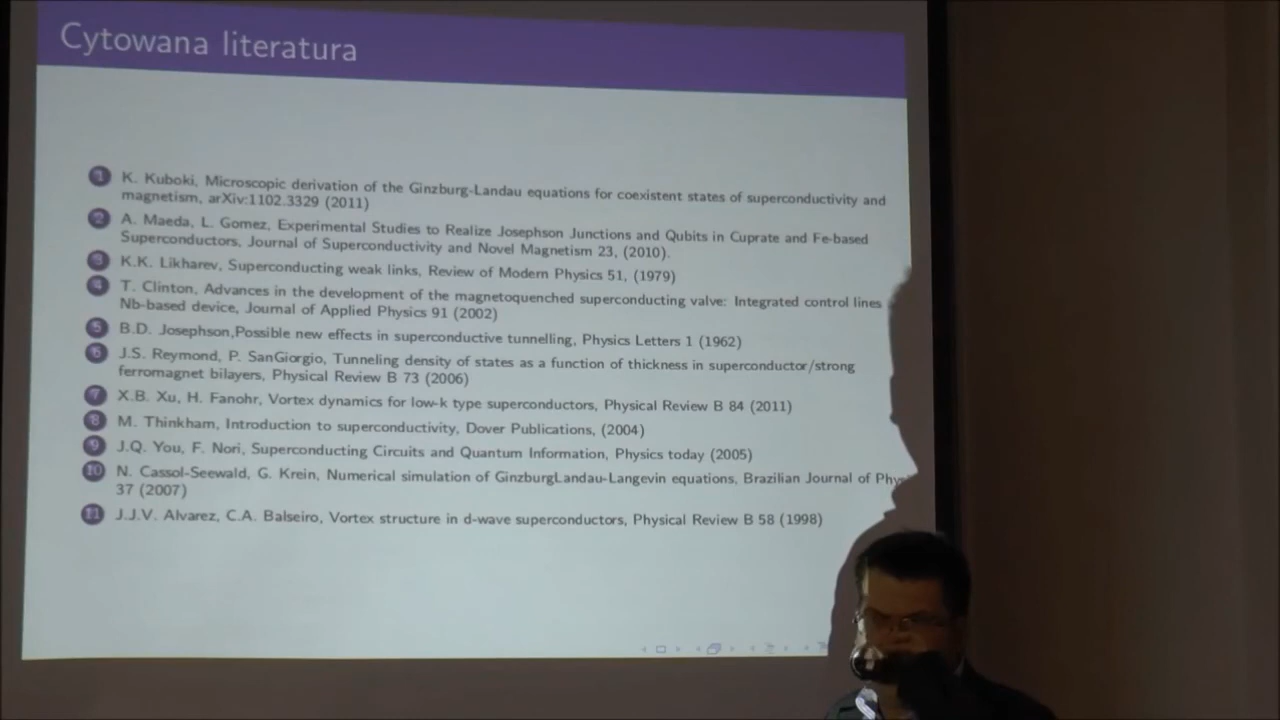 Cytowana literatura
1 K. Kuboki, Microscopic derivation of the Ginzburg-Landau equations for coexistent states of superconductivity and
magnetism, arXiv:1102.3329 (2011)
2 A. Maeda, L. Gomez, Experimental Studies to Realize Josephson Junctions and Qubits in Cuprate and Fe-based
Superconductors, Journal of Superconductivity and Novel Magnetism 23, (2010).
3 K.K. Likharev, Superconducting weak links, Review of Modern Physics 51, (1979)
4 T. Clinton, Advances in the development of the magnetoquenched superconducting valve: Integrated control lines
Nb-based device, Journal of Applied Physics 91 (2002)
5 B.D. Josephson,Possible new effects in superconductive tunnelling, Physics Letters 1 (1962)
6 J.S. Reymond, P. SanGiorgio, Tunneling density of states as a function of thickness in superconductor/strong
ferromagnet bilayers, Physical Review B 73 (2006)
7 X.B. Xu, H. Fanohr, Vortex dynamics for low-k type superconductors, Physical Review B 84 (2011)
8 M. Thinkham, Introduction to superconductivity, Dover Publications, (2004)
9 J.Q. You, F. Nori, Superconducting Circuits and Quantum Information, Physics today (2005)
10 N. Cassol-Seewald, G. Krein, Numerical simulation of GinzburgLandau-Langevin equations, Brazilian Journal of Phy
37 (2007)
11 J.J.V. Alvarez, C.A. Balseiro, Vortex structure in d-wave superconductors, Physical Review B 58 (1998)